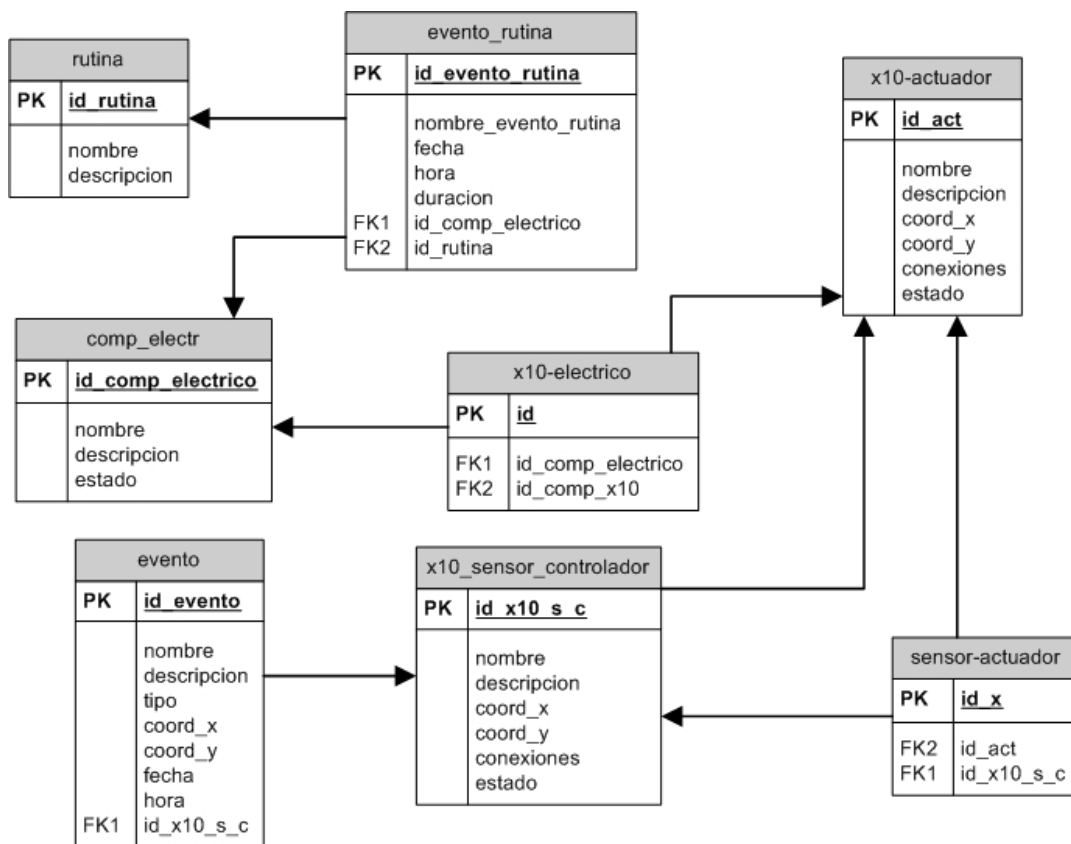 rutina
PK id_rutina
nombre
descripcion
evento_rutina
PK id_evento_rutina
nombre_evento_rutina
fecha
hora
duracion
FK1 id_comp_electrico
FK2 id_rutina
x10-actuador
PK id_act
nombre
descripcion
coord_x
coord_y
conexiones
estado
comp_electr
PK id_comp_electrico
nombre
descripcion
estado
x10-electrico
PK id
FK1 id_comp_electrico
FK2 id_comp_x10
evento
PK id_evento
nombre
descripcion
tipo
coord_x
coord_y
fecha
hora
FK1 id_x10_s_c
x10_sensor_controlador
PK id_x10_s_c
nombre
descripcion
coord_x
coord_y
conexiones
estado
sensor-actuador
PK id_x
FK2 id_act
FK1 id_x10_s_c